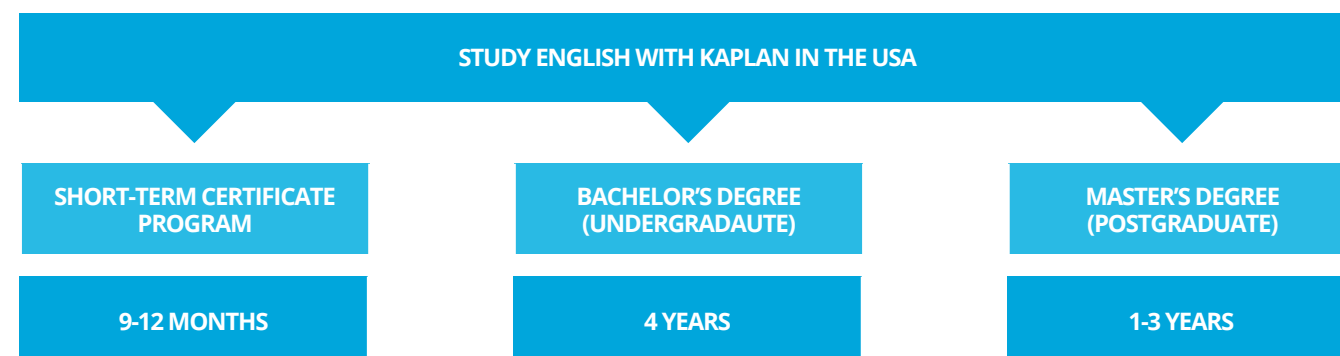 STUDY ENGLISH WITH KAPLAN IN THE USA
SHORT-TERM CERTIFICATE
PROGRAM
BACHELOR'S DEGREE
(UNDERGRADAUTE)
MASTER'S DEGREE
(POSTGRADUATE)
9-12 MONTHS
4 YEARS
1-3 YEARS